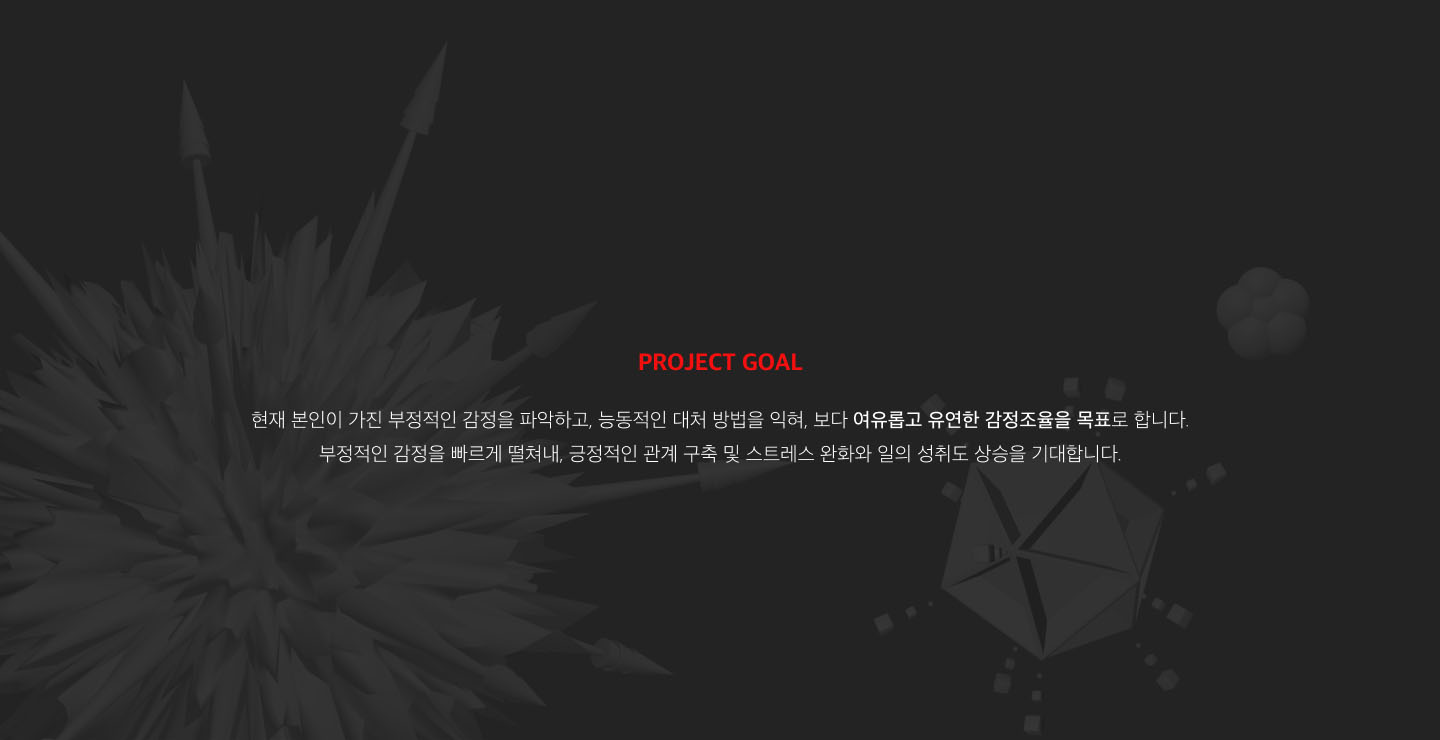 PROJECT GOAL
현재 본인이 가진 부정적인 감정을 파악하고, 능동적인 대처 방법을 익혀, 보다 여유롭고 유연한 감정조율을 목표로 합니다.
부정적인 감정을 빠르게 떨쳐내, 긍정적인 관계 구축 및 스트레스 완화와 일의 성취도 상승을 기대합니다.